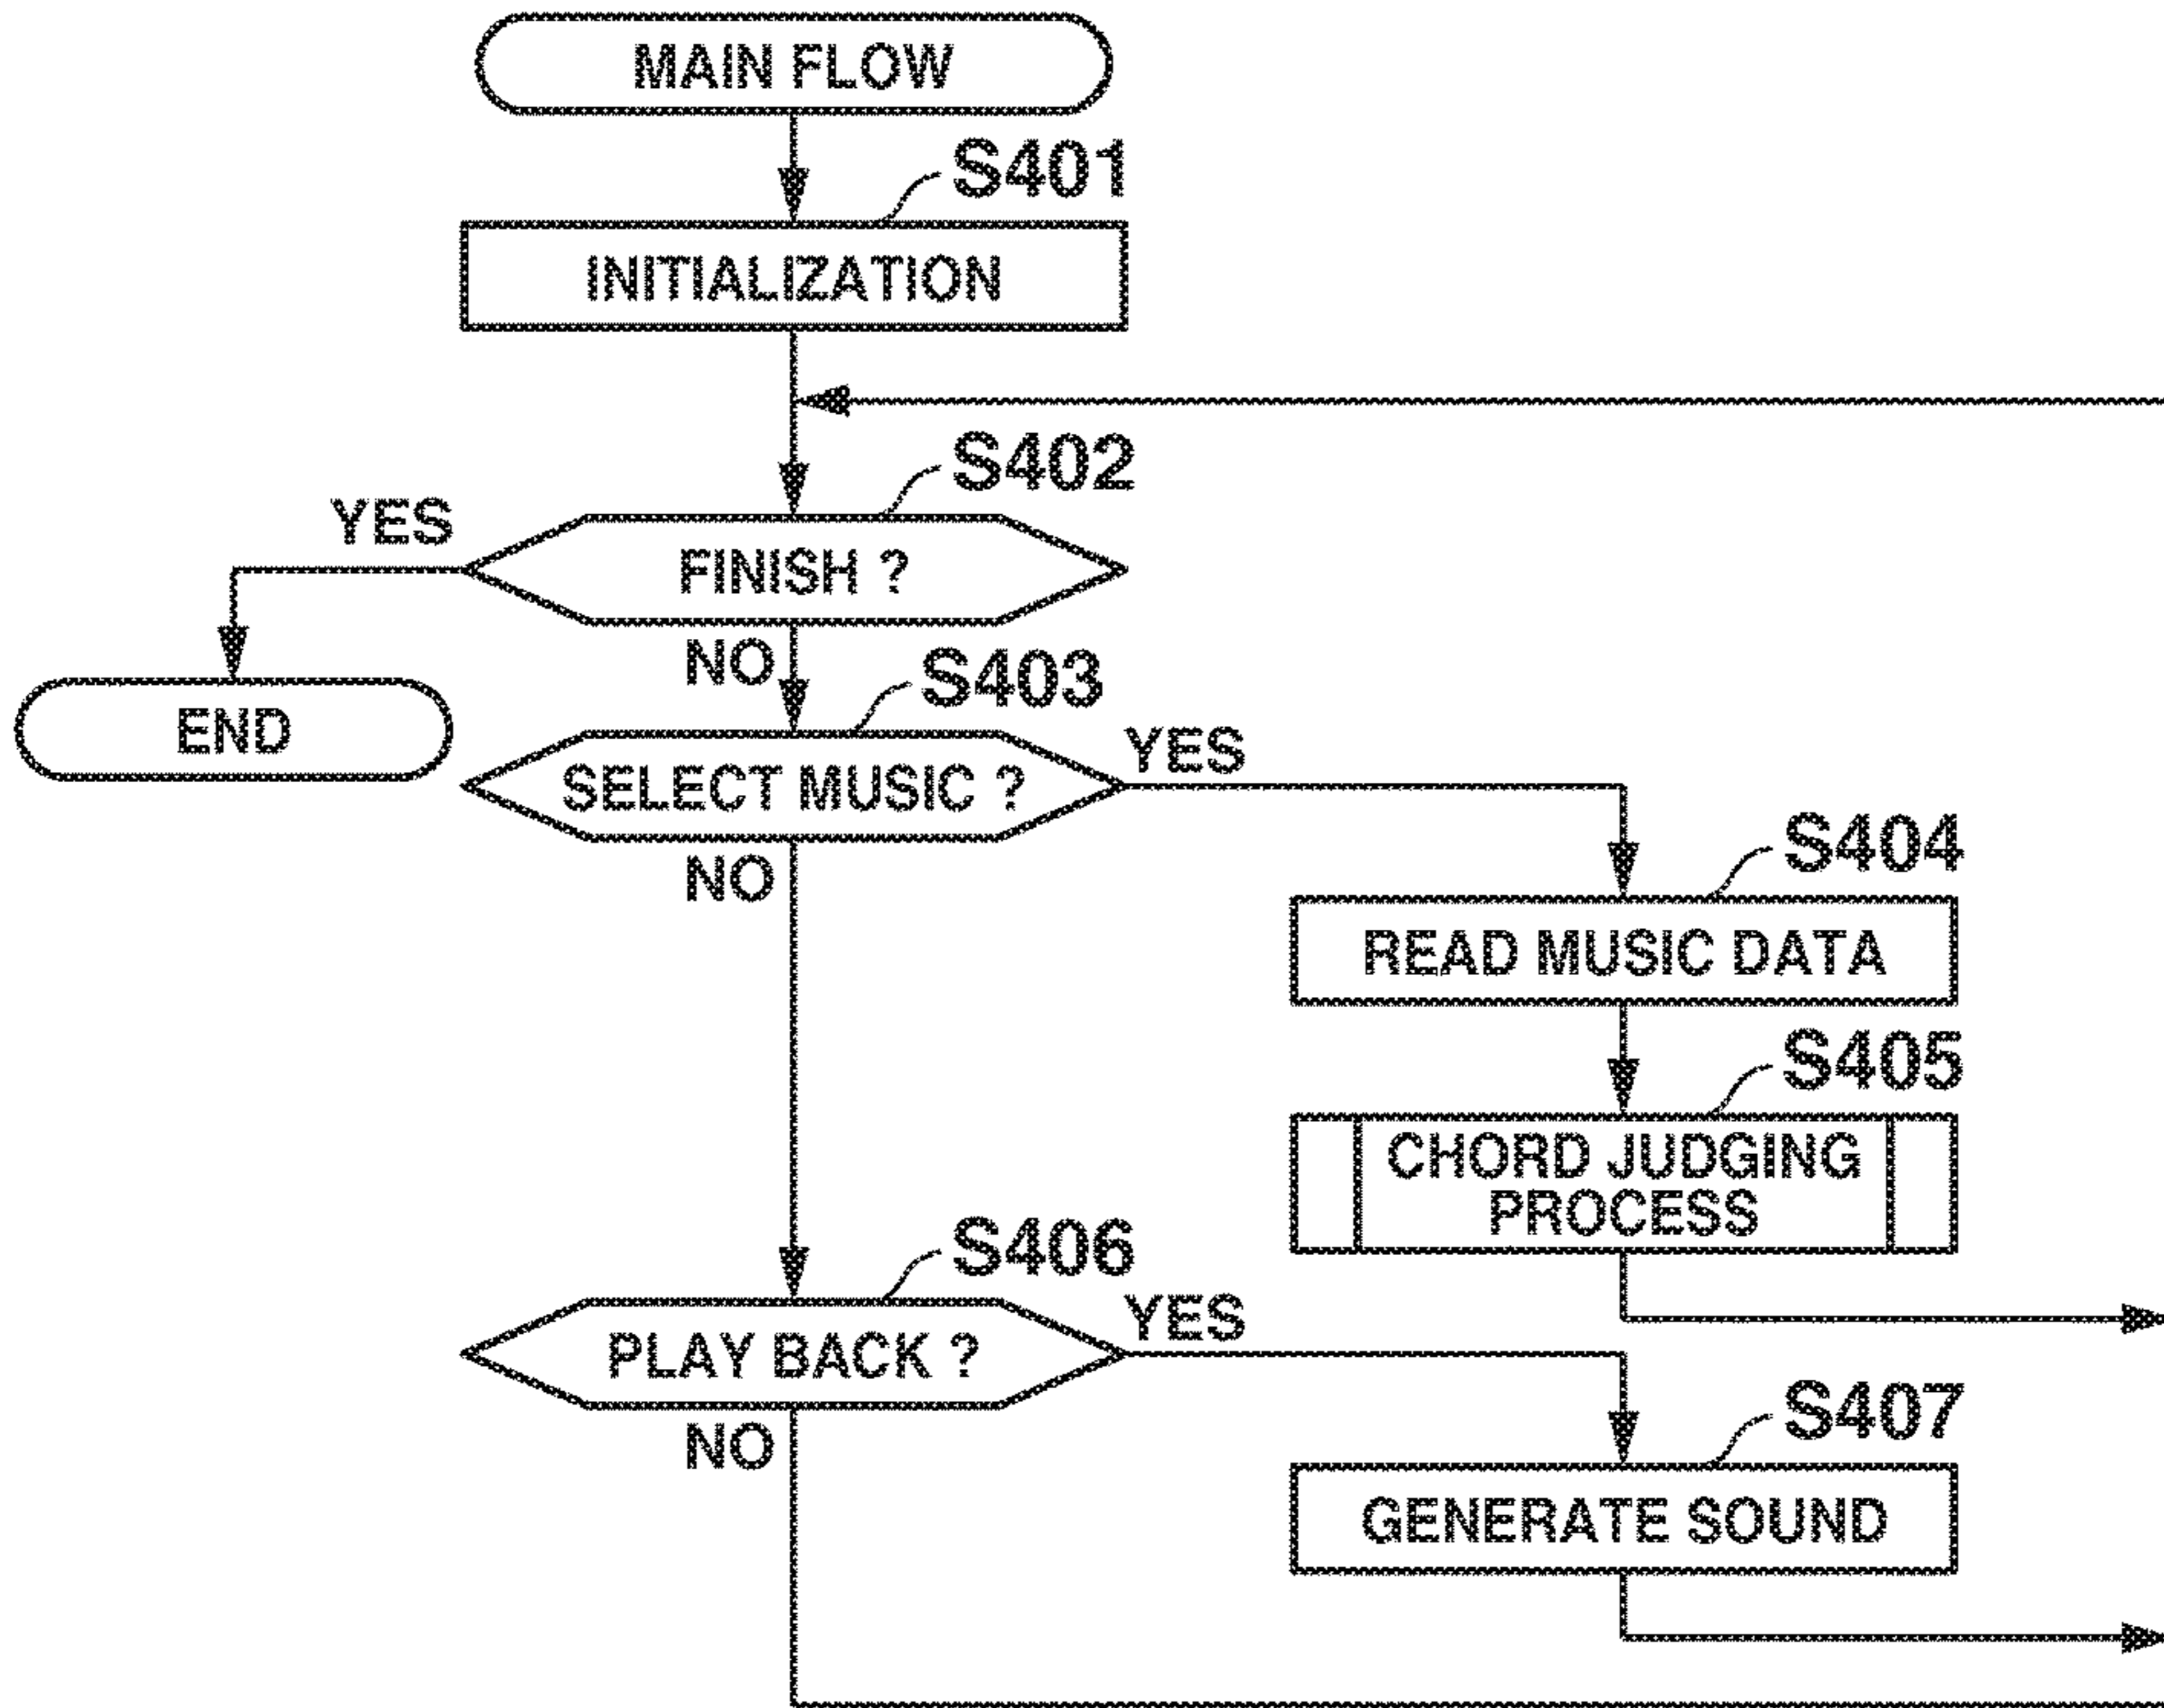 MAIN FLOW
S401
INITIALIZATION
S402
YES
FINISH ?
NO
S403
END
YES
SELECT MUSIC ?
S404
NO
READ MUSIC DATA
S405
CHORD JUDGING
PROCESS
S406
YES
PLAY BACK ?
S407
NO
GENERATE SOUND